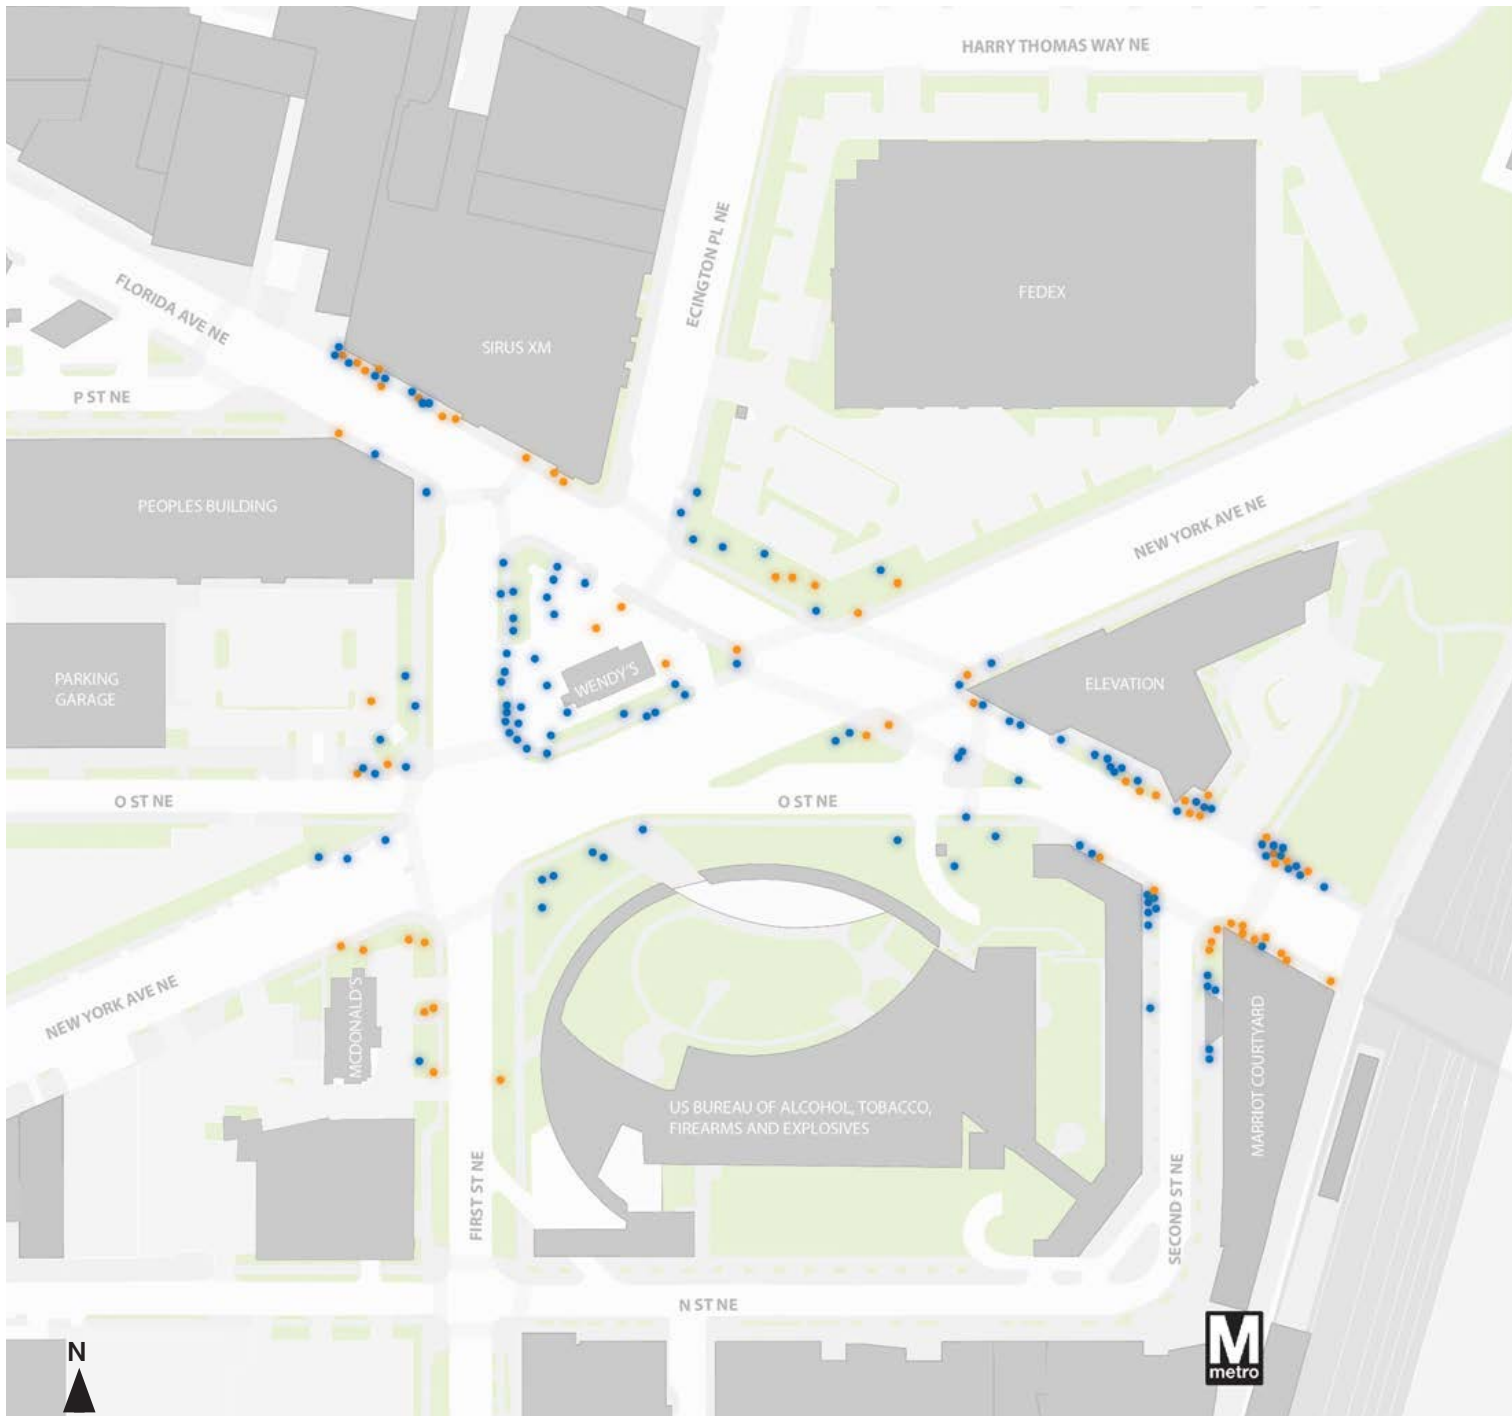 HARRY THOMAS WAY NE
ECINGTON PL NE
FLORIDA AVE NE
FEDEX
SIRUS XM
P ST NE
PEOPLES BUILDING
NEW YORK AVE NE
PARKING
GARAGE
WENDY'S
ELEVATION
O ST NE
O ST NE
NEW YORK AVE NE
MCDONALD'S
US BUREAU OF ALCOHOL, TOBACCO,
FIREARMS AND EXPLOSIVES
MARRIOT COURTYARD
FIRST ST NE
SECOND ST NE
N ST NE
N
M
metro